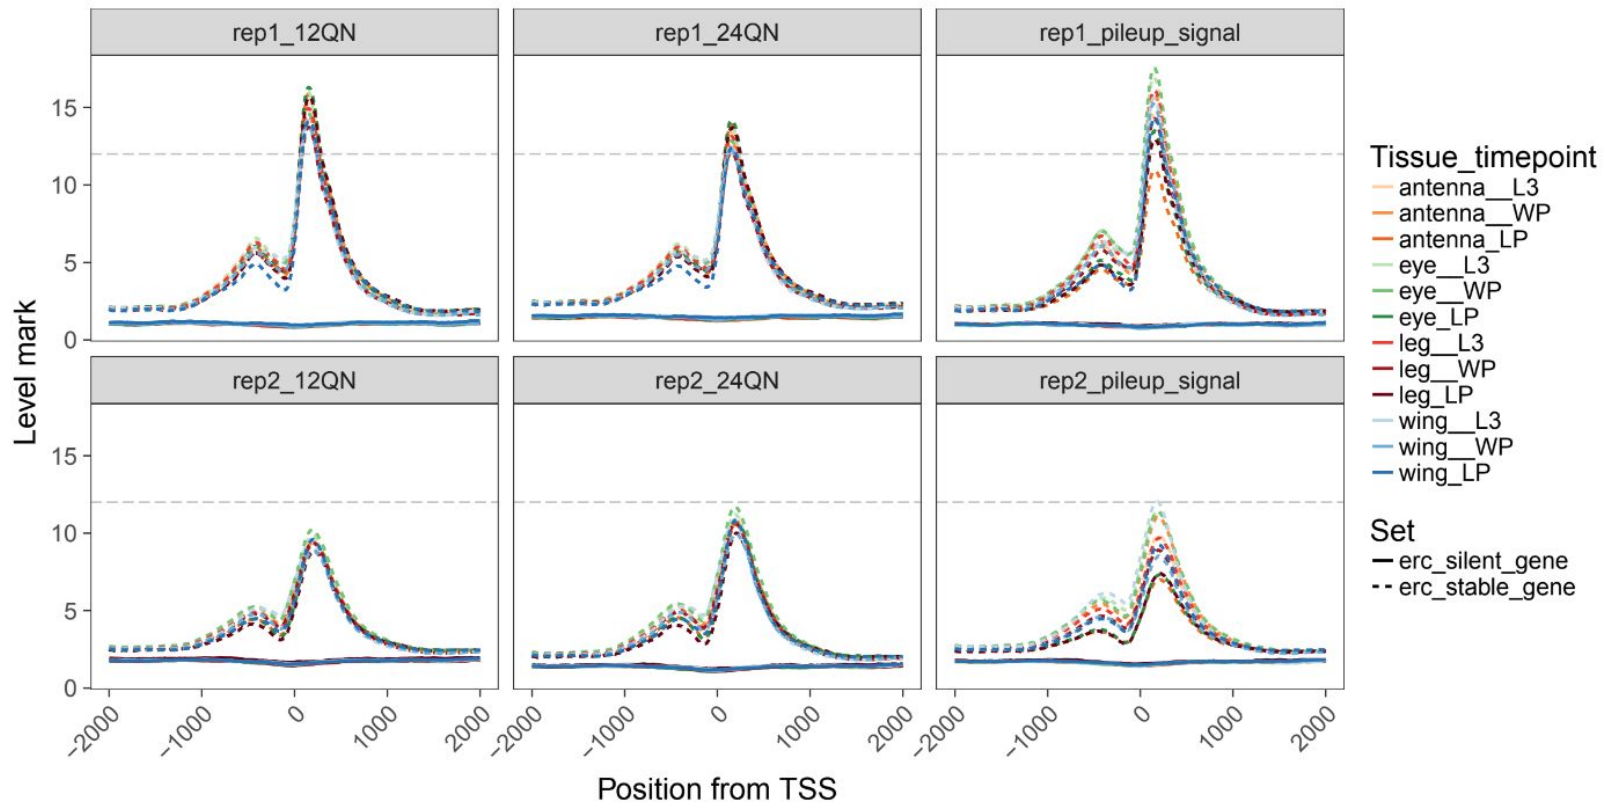 rep1_12QN
rep1_24QN
rep1_pileup_signal
15
10
5
0
rep2_12QN
rep2_24QN
rep2_pileup_signal
15
10
5
0
Level mark
−2000
−1000
0
1000
2000
−2000
−1000
0
1000
2000
−2000
−1000
0
1000
2000
Position from TSS
Tissue_timepoint
antenna__L3
antenna__WP
antenna_LP
eye__L3
eye__WP
eye_LP
leg__L3
leg__WP
leg_LP
wing__L3
wing__WP
wing_LP
Set
erc_silent_gene
erc_stable_gene